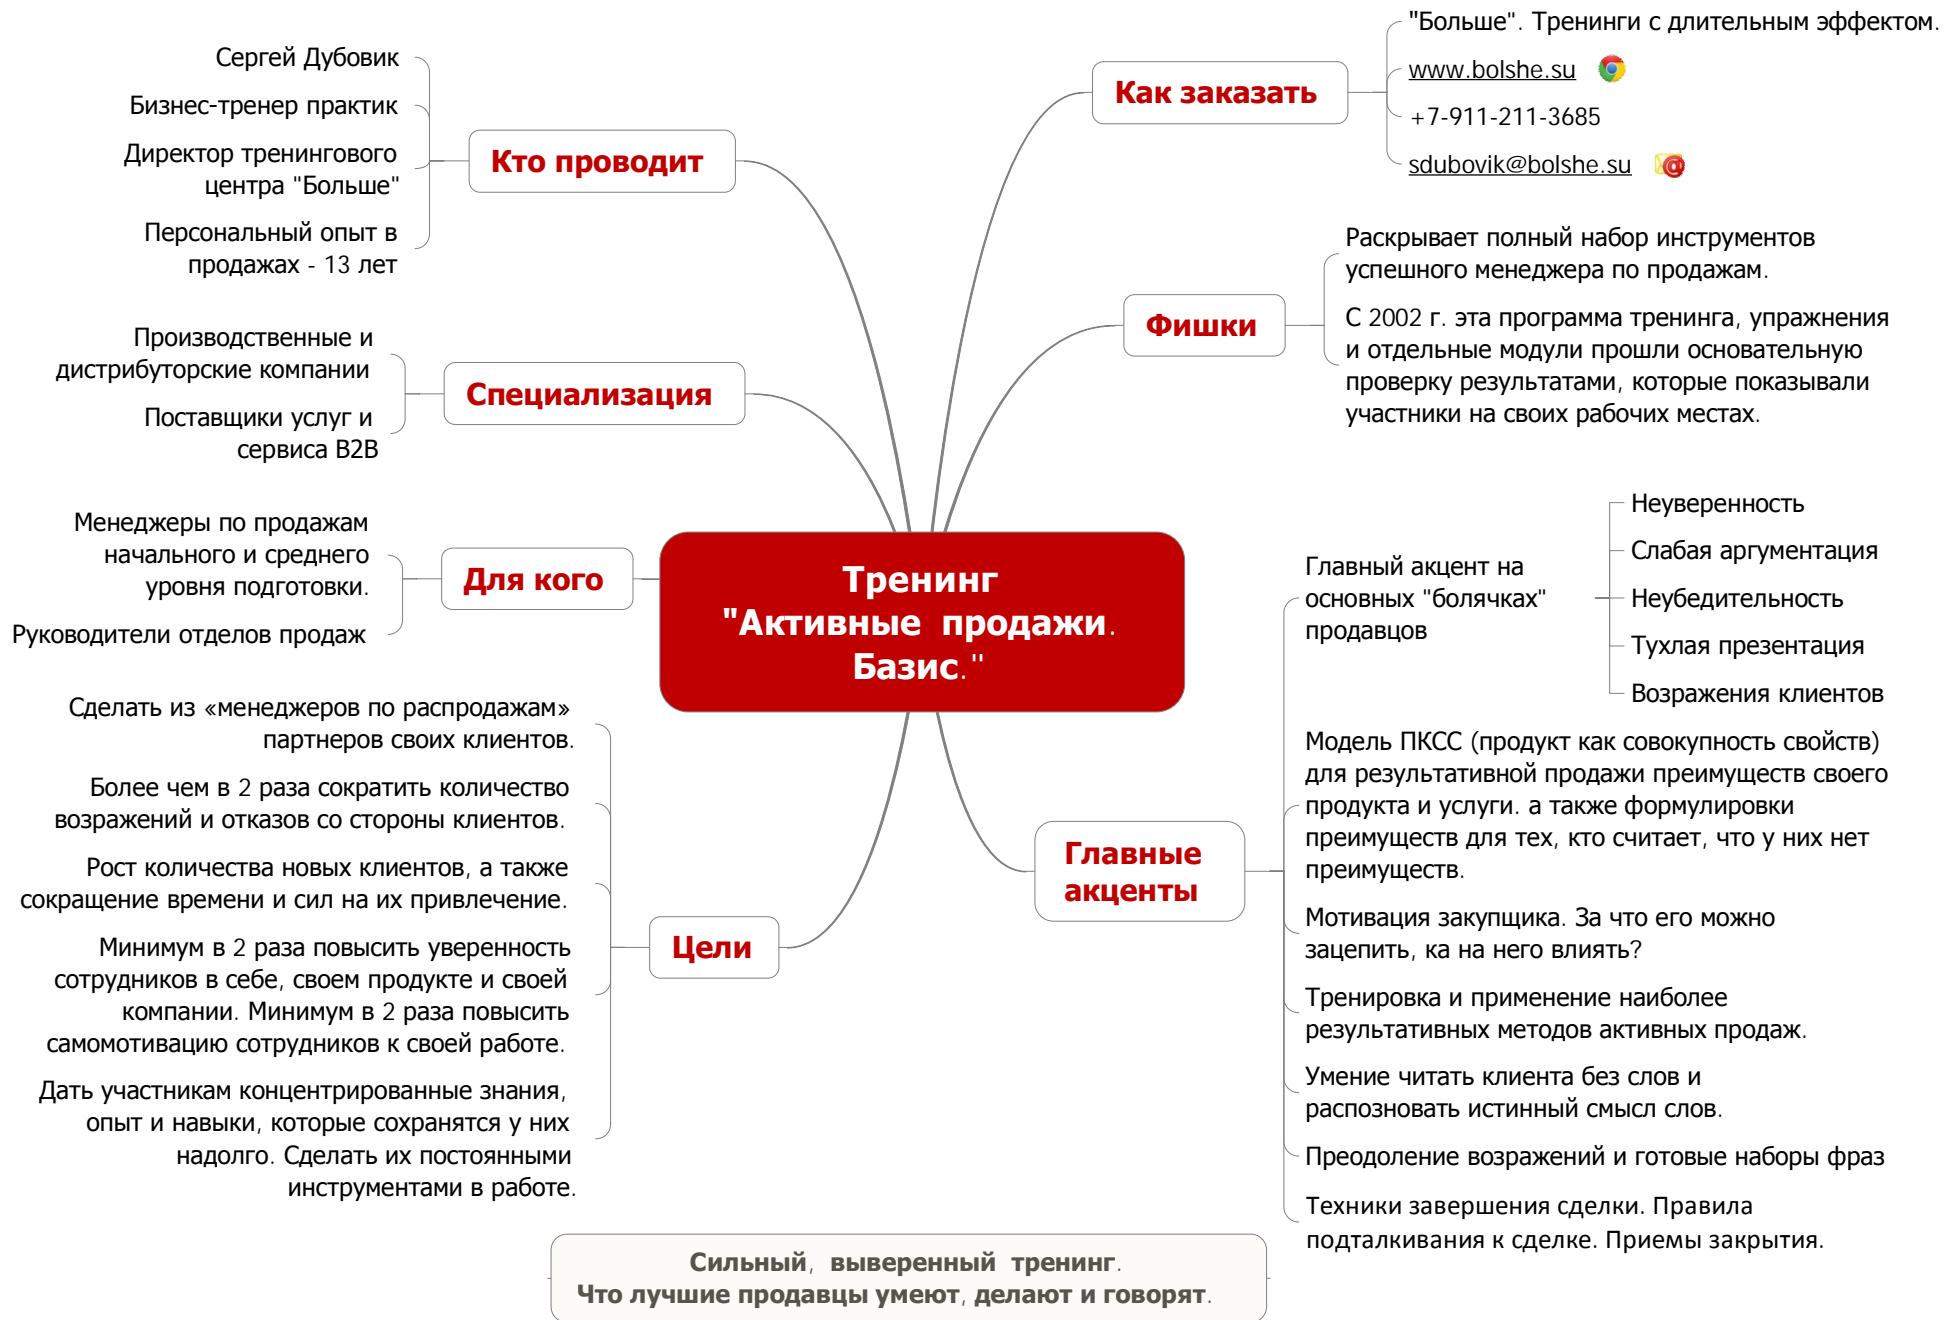 Сергей Дубовик
Бизнес-тренер практик
Директор тренингового
центра "Больше"
Персональный опыт в
продажах - 13 лет
Кто проводит
Производственные и
дистрибуторские компании
Поставщики услуг и
сервиса B2B
Специализация
Менеджеры по продажам
начального и среднего
уровня подготовки.
Руководители отделов продаж
Для кого
Сделать из «менеджеров по распродажам»
партнеров своих клиентов.
Более чем в 2 раза сократить количество
возражений и отказов со стороны клиентов.
Рост количества новых клиентов, а также
сокращение времени и сил на их привлечение.
Минимум в 2 раза повысить уверенность
сотрудников в себе, своем продукте и своей
компании. Минимум в 2 раза повысить
самомотивацию сотрудников к своей работе.
Дать участникам концентрированные знания,
опыт и навыки, которые сохранятся у них
надолго. Сделать их постоянными
инструментами в работе.
Цели
Тренинг
"Активные продажи.
Базис."
Как заказать
"Больше". Тренинги с длительным эффектом.
www.bolshe.su
+7-911-211-3685
sdubovik@bolshe.su
Фишки
Раскрывает полный набор инструментов
успешного менеджера по продажам.
С 2002 г. эта программа тренинга, упражнения
и отдельные модули прошли основательную
проверку результатами, которые показывали
участники на своих рабочих местах.
Главные
акценты
Главный акцент на
основных "болячках"
продавцов
Неуверенность
Слабая аргументация
Неубедительность
Тухлая презентация
Возражения клиентов
Модель ПКСС (продукт как совокупность свойств)
для результативной продажи преимуществ своего
продукта и услуги. а также формулировки
преимуществ для тех, кто считает, что у них нет
преимуществ.
Мотивация закупщика. За что его можно
зацепить, ка на него влиять?
Тренировка и применение наиболее
результативных методов активных продаж.
Умение читать клиента без слов и
распозновать истинный смысл слов.
Преодоление возражений и готовые наборы фраз
Техники завершения сделки. Правила
подталкивания к сделке. Приемы закрытия.
Сильный, выверенный тренинг.
Что лучшие продавцы умеют, делают и говорят.